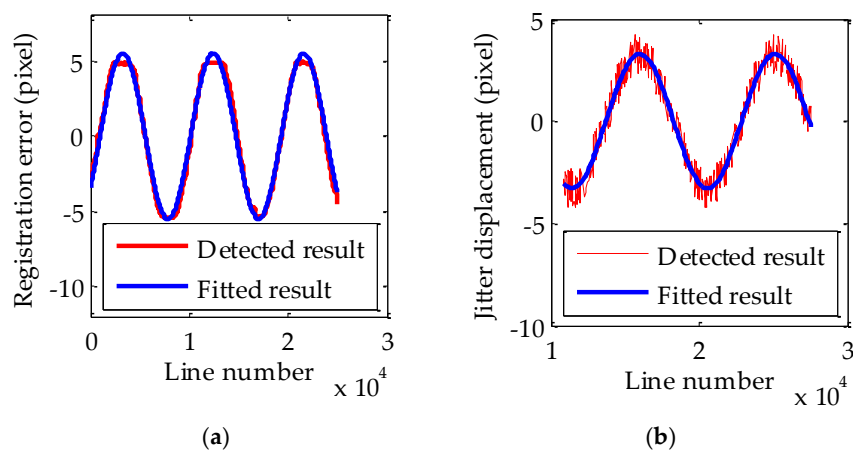 Registration error (pixel)
10
5
0
-5
-10
Detected result
Fitted result
0
1
2
3
Line number
x 10^4
(a)
Jitter displacement (pixel)
5
0
-5
-10
Detected result
Fitted result
1
2
3
Line number
x 10^4
(b)